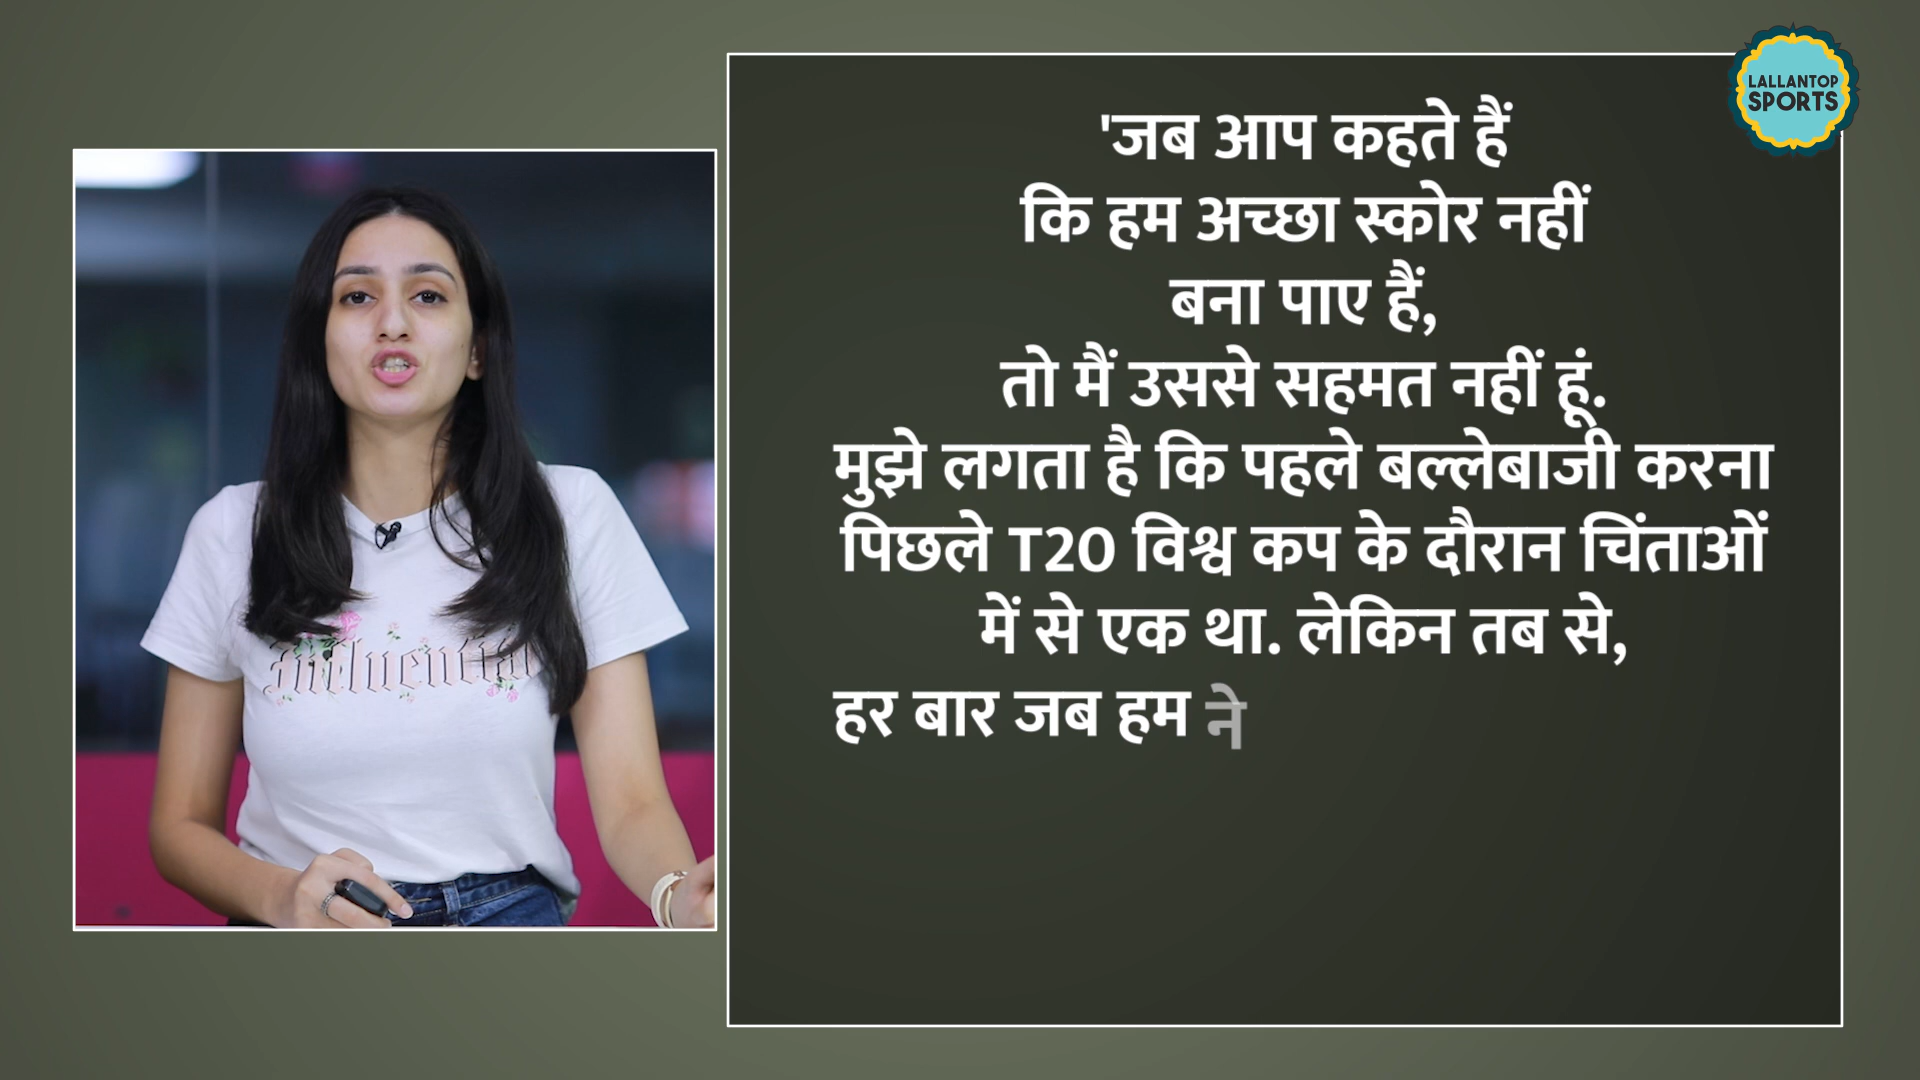 LALLANTOP
SPORTS
'जब आप कहते हैं
कि हम अच्छा स्कोर नहीं
बना पाए हैं,
तो मैं उससे सहमत नहीं हूं.
मुझे लगता है कि पहले बल्लेबाजी करना
पिछले T20 विश्व कप के दौरान चिंताओं
में से एक था. लेकिन तब से,
हर बार जब हम ने
Influential